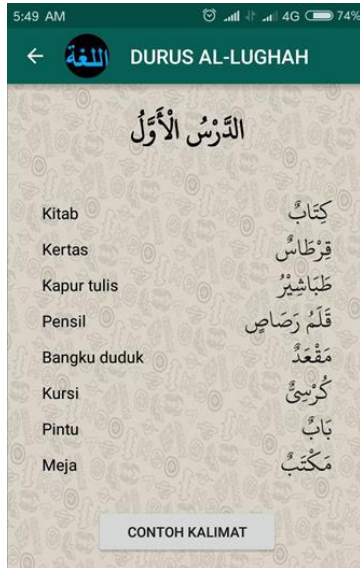 5:49 AM 4G 74%
اللغة DURUS AL-LUGHAH
الدَّرْسُ الْأَوَّلُ
Kitab كِتَابٌ
Kertas قِرْطَاسٌ
Kapur tulis طَبَاشِيْرُ
Pensil قَلَمُ رَصَاصٍ
Bangku duduk مَقْعَدٌ
Kursi كُرْسِيٌّ
Pintu بَابٌ
Meja مَكْتَبٌ
CONTOH KALIMAT